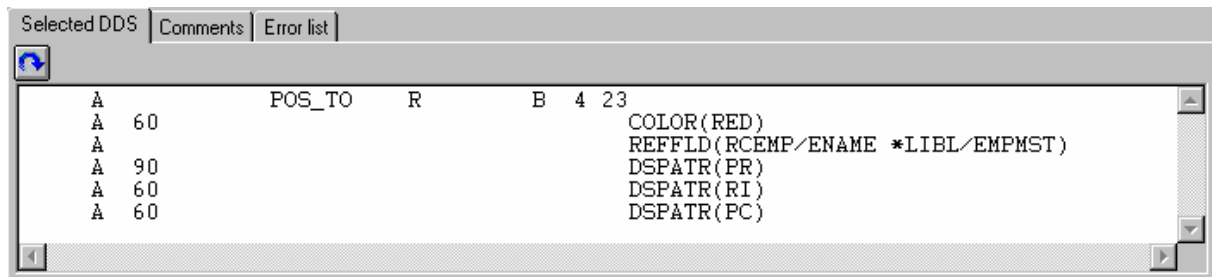 Selected DDS Comments Error list
A POS_TO R B 4 23
A 60 COLOR(RED)
A REFFLD(RCEMP/ENAME *LIBL/EMPMST)
A 90 DSPATR(PR)
A 60 DSPATR(RI)
A 60 DSPATR(PC)